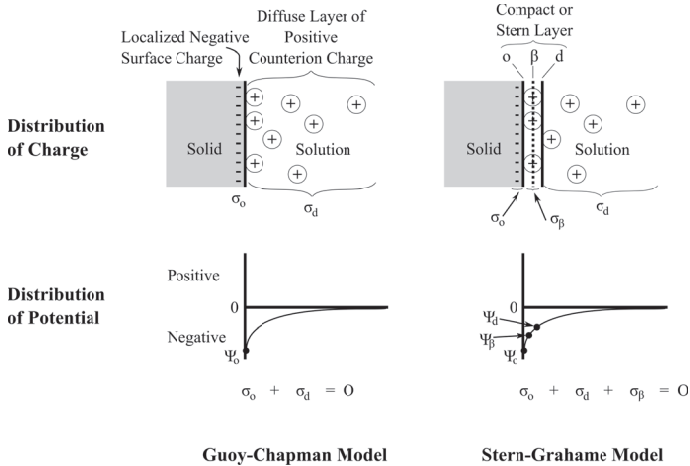 Diffuse Layer of
Positive
Counterion Charge
Localized Negative
Surface Charge
Compact or
Stern Layer
o β d
Distribution
of Charge
Solid
Solution
σo
σd
Solid
Solution
σo
σβ
σd
Distribution
of Potential
Positive
0
Negative
Ψo
0
Ψd
Ψβ
Ψo
σo + σd = 0
σo + σd + σβ = 0
Guoy-Chapman Model
Stern-Grahame Model